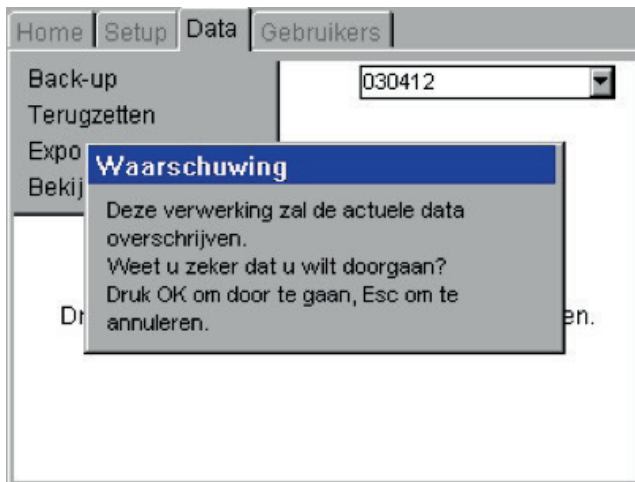 Home Setup Data Gebruikers
Back-up 030412
Terugzetten
Expo
Bekij
Waarschuwing
Deze verwerking zal de actuele data
overschrijven.
Weet u zeker dat u wilt doorgaan?
Druk OK om door te gaan, Esc om te
annuleren.
Dr en.